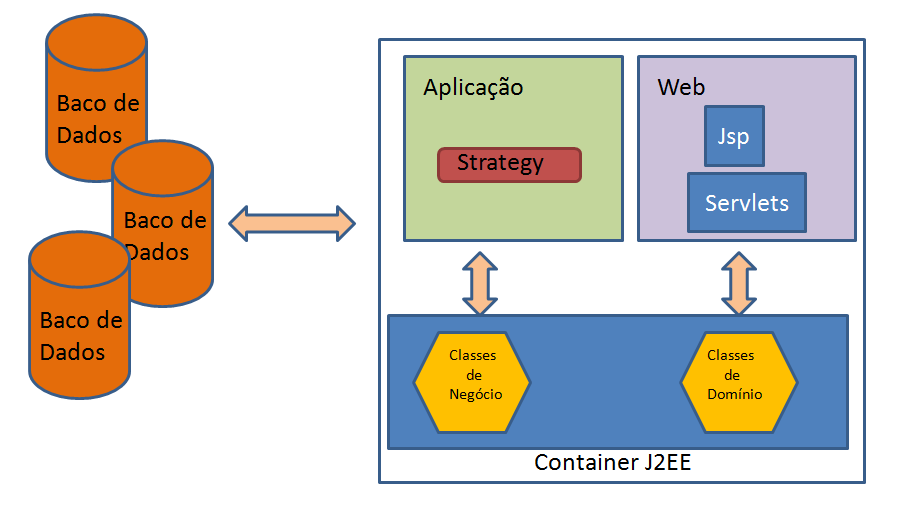 Baco de
Dados
Baco de
Dados
Baco de
Dados
Aplicação
Strategy
Web
Jsp
Servlets
Classes
de
Negócio
Classes
de
Domínio
Container J2EE